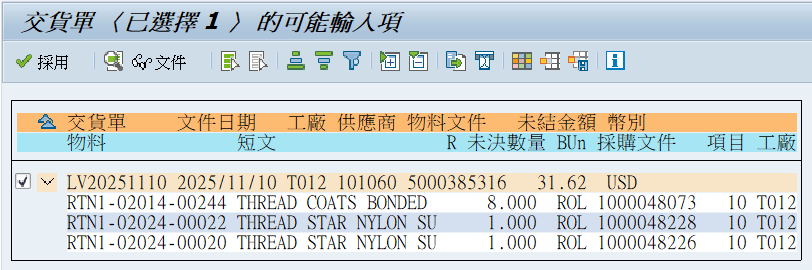 交貨單 〈已選擇 1 〉 的可能輸入項
採用 文件
交貨單 文件日期 工廠 供應商 物料文件 未結金額 幣別
物料 短文 R 未決數量 BUn 採購文件 項目 工廠
LV20251110 2025/11/10 T012 101060 5000385316 31.62 USD
RTN1-02014-00244 THREAD COATS BONDED 8.000 ROL 1000048073 10 T012
RTN1-02024-00022 THREAD STAR NYLON SU 1.000 ROL 1000048228 10 T012
RTN1-02024-00020 THREAD STAR NYLON SU 1.000 ROL 1000048226 10 T012